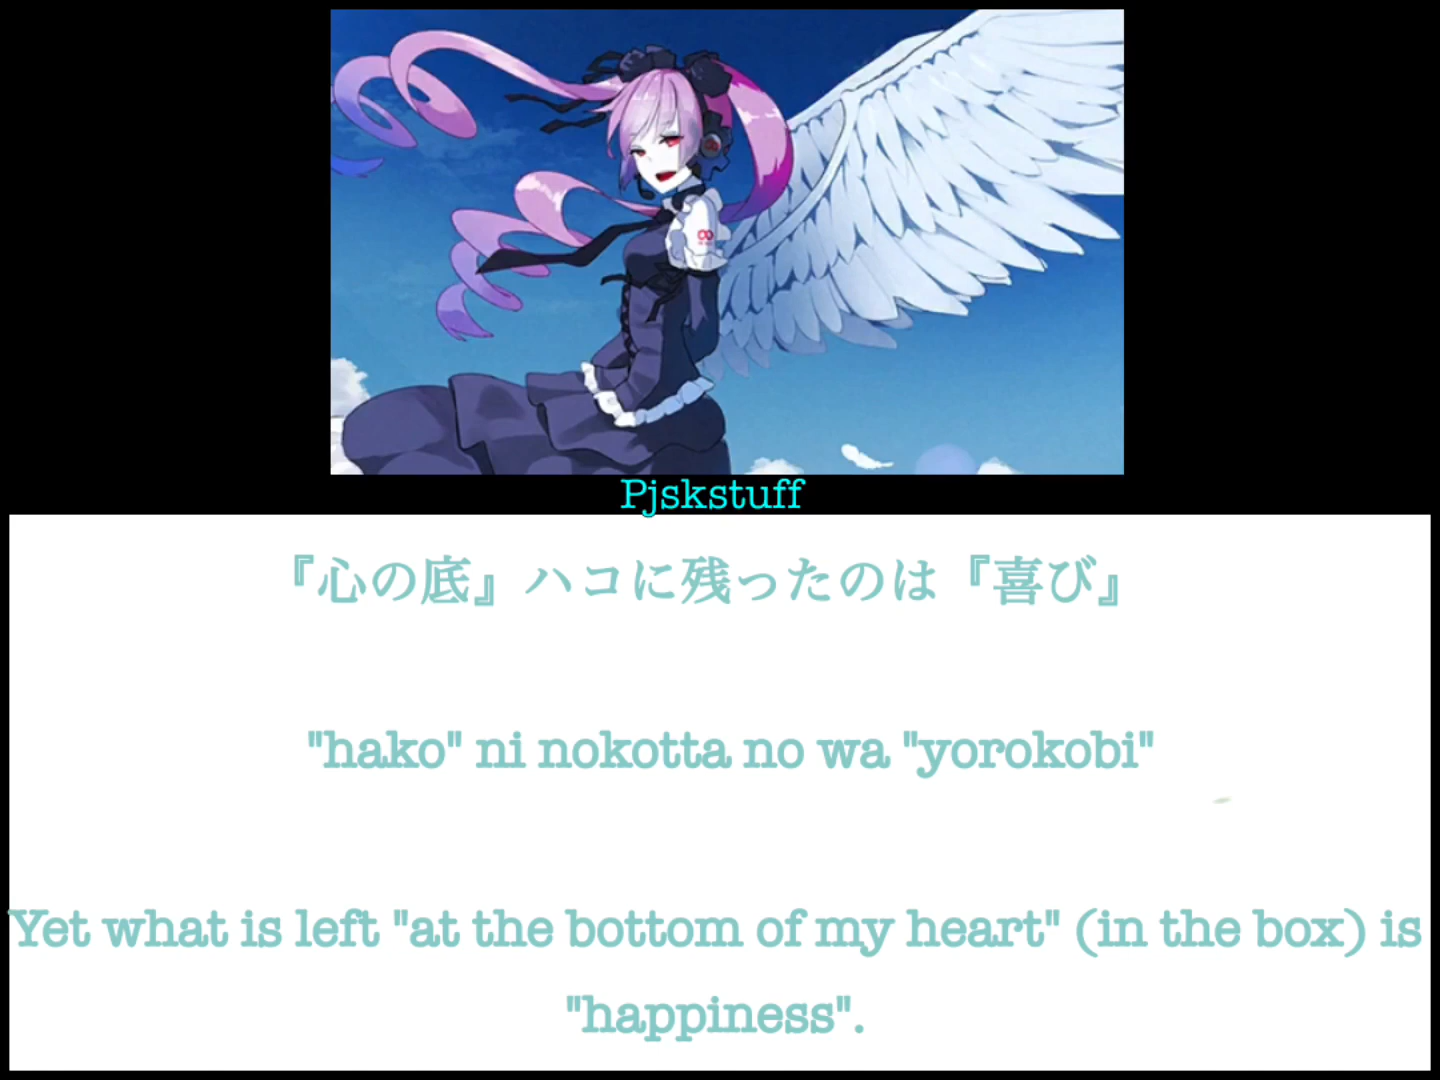 Pjskstuff
『心の底』ハコに残ったのは『喜び』
"hako" ni nokotta no wa "yorokobi"
Yet what is left "at the bottom of my heart" (in the box) is
"happiness".